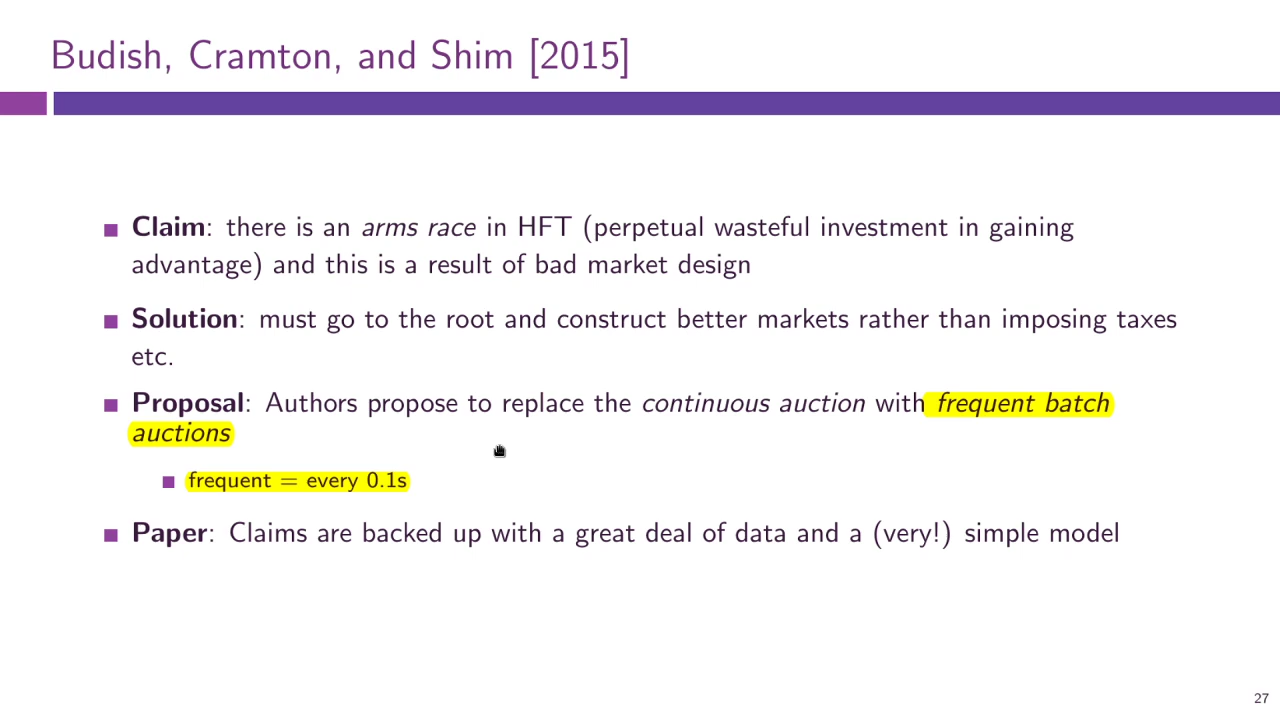 Budish, Cramton, and Shim [2015]
Claim: there is an arms race in HFT (perpetual wasteful investment in gaining
advantage) and this is a result of bad market design
Solution: must go to the root and construct better markets rather than imposing taxes
etc.
Proposal: Authors propose to replace the continuous auction with frequent batch
auctions
frequent = every 0.1s
Paper: Claims are backed up with a great deal of data and a (very!) simple model
27